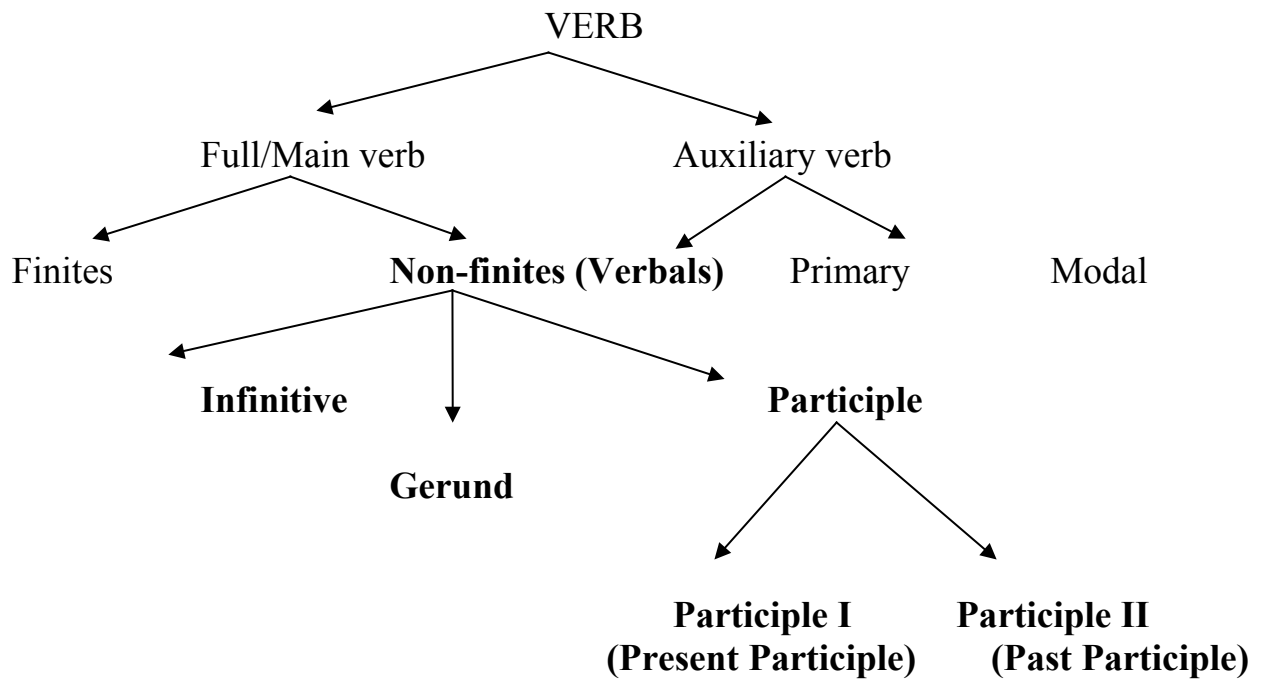 VERB
Full/Main verb Auxiliary verb
Finites Non-finites (Verbals) Primary Modal
Infinitive Participle
Gerund
Participle I Participle II
(Present Participle) (Past Participle)